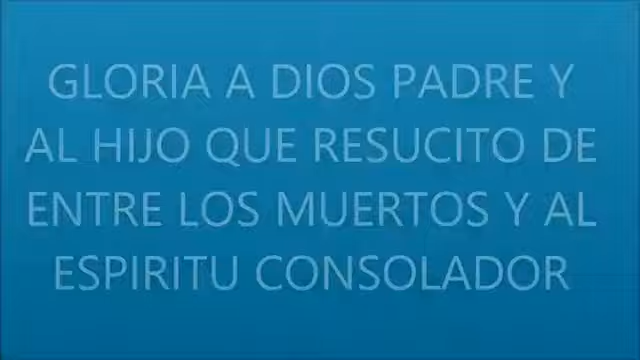 GLORIA A DIOS PADRE Y
AL HIJO QUE RESUCITO DE
ENTRE LOS MUERTOS Y AL
ESPIRITU CONSOLADOR